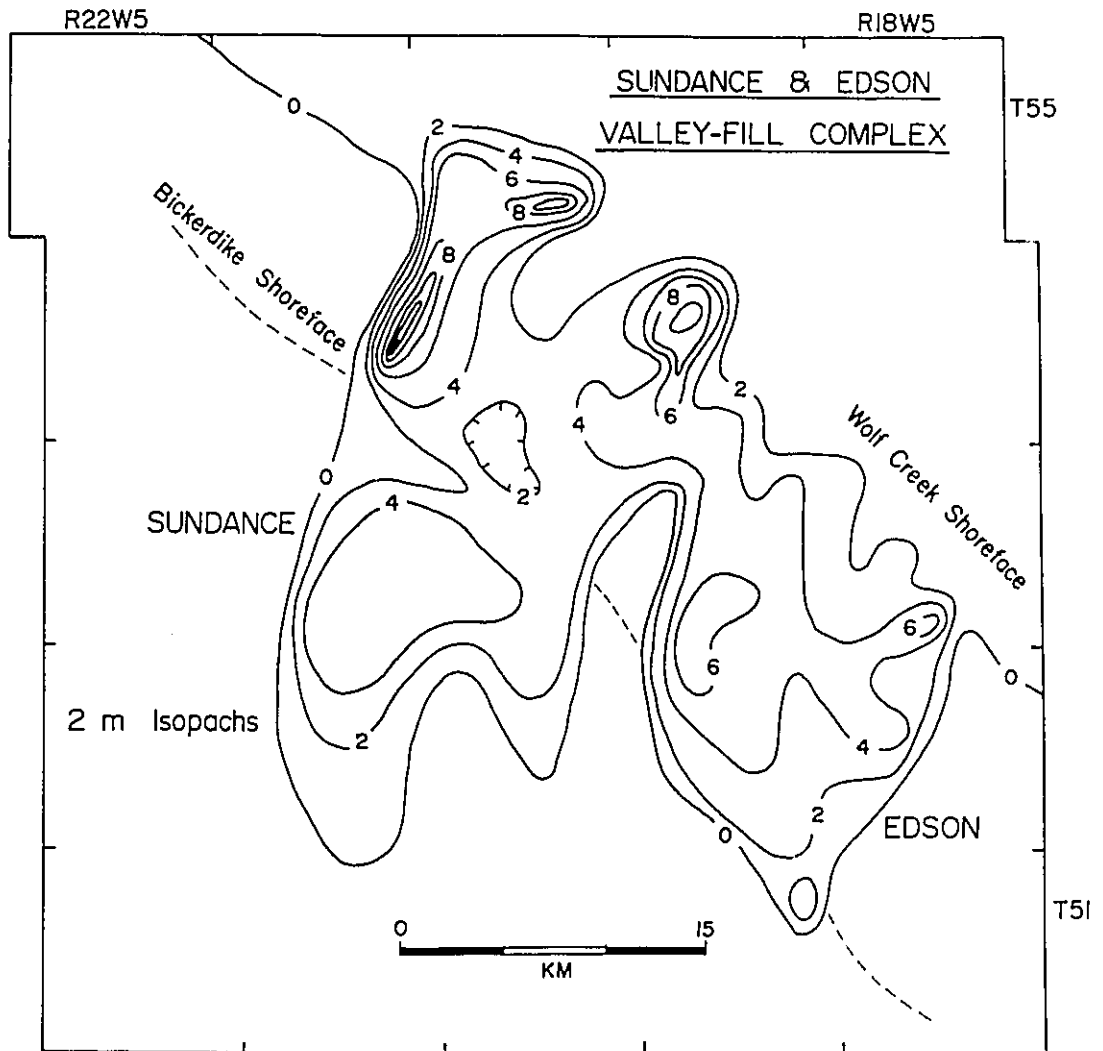 R22W5
R18W5
SUNDANCE & EDSON
VALLEY-FILL COMPLEX
T55
0
2
4
6
8
Bickerdike Shoreface
8
8
4
2
4
6
Wolf Creek Shoreface
0
4
2
SUNDANCE
6
6
0
2 m Isopachs
2
4
2
0
EDSON
T51
0
15
KM